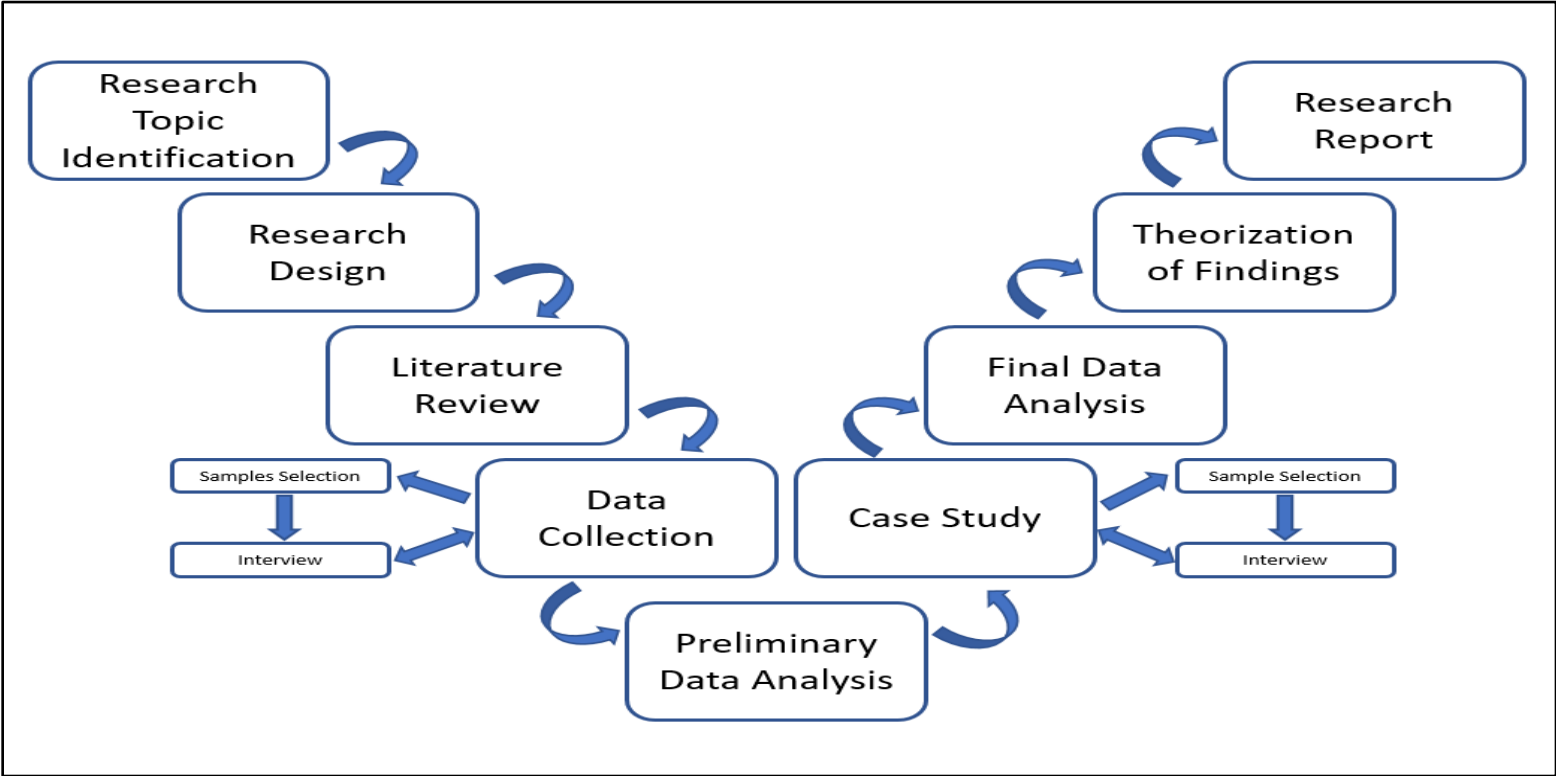 Research
Topic
Identification
Research
Design
Literature
Review
Data
Collection
Samples Selection
Interview
Preliminary
Data Analysis
Case Study
Sample Selection
Interview
Final Data
Analysis
Theorization
of Findings
Research
Report